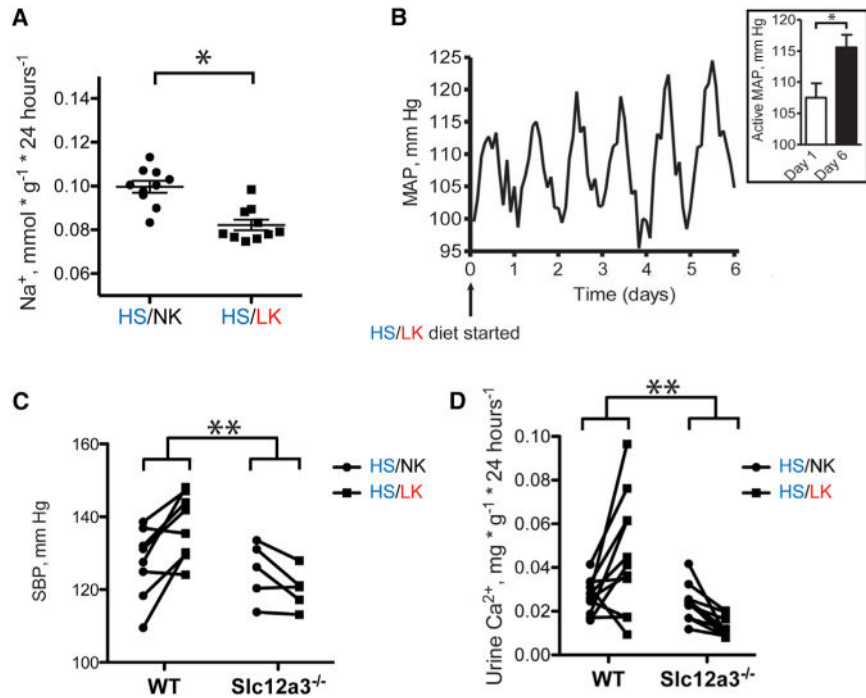 A
*
Na⁺, mmol * g⁻¹ * 24 hours⁻¹
0.14
0.12
0.10
0.08
0.06
HS/NK HS/LK
B
MAP, mm Hg
125
120
115
110
105
100
95
0 1 2 3 4 5 6
Time (days)
HS/LK diet started
*
Active MAP, mm Hg
120
115
110
105
100
Day 1 Day 6
C
**
SBP, mm Hg
160
140
120
100
WT Slc12a3⁻/⁻
HS/NK
HS/LK
D
**
Urine Ca²⁺, mg * g⁻¹ * 24 hours⁻¹
0.10
0.08
0.06
0.04
0.02
0.00
WT Slc12a3⁻/⁻
HS/NK
HS/LK